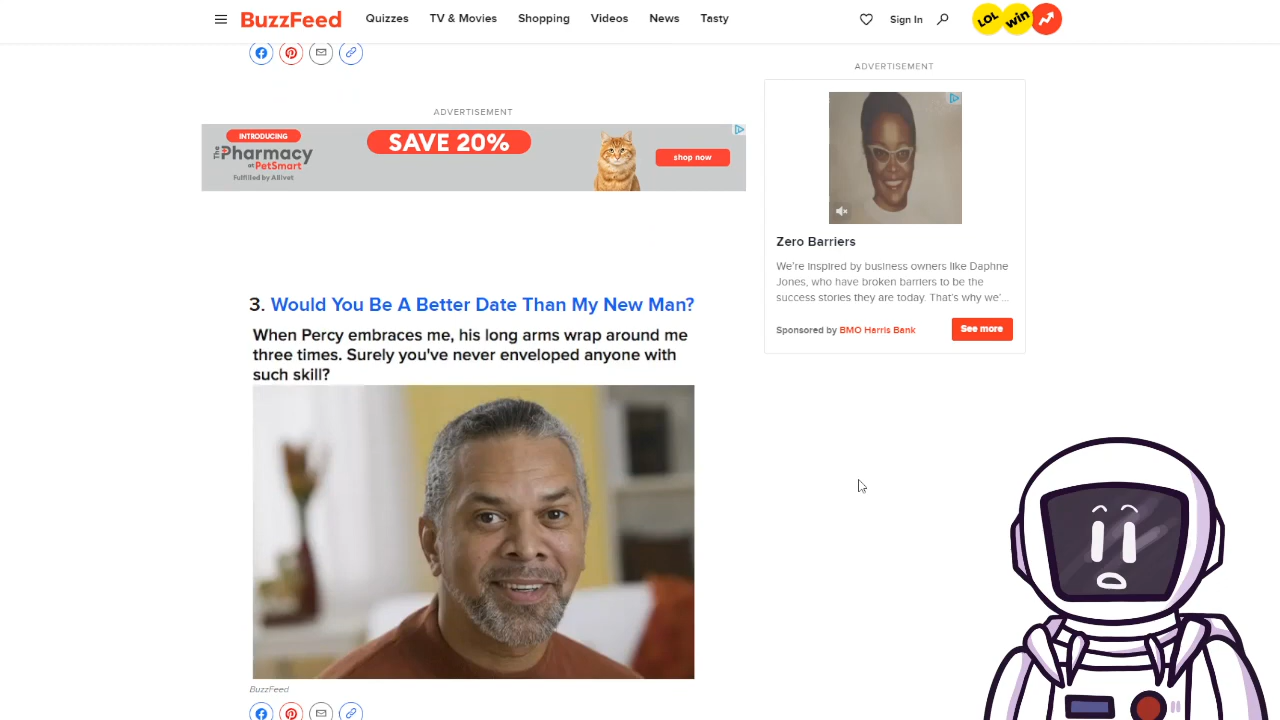 BuzzFeed Quizzes TV & Movies Shopping Videos News Tasty Sign In LOL win
ADVERTISEMENT
ADVERTISEMENT
INTRODUCING
The Pharmacy
at PetSmart
Fulfilled by Allivet
SAVE 20%
shop now
Zero Barriers
We're inspired by business owners like Daphne
Jones, who have broken barriers to be the
success stories they are today. That's why we'...
Sponsored by BMO Harris Bank
See more
3. Would You Be A Better Date Than My New Man?
When Percy embraces me, his long arms wrap around me
three times. Surely you've never enveloped anyone with
such skill?
BuzzFeed